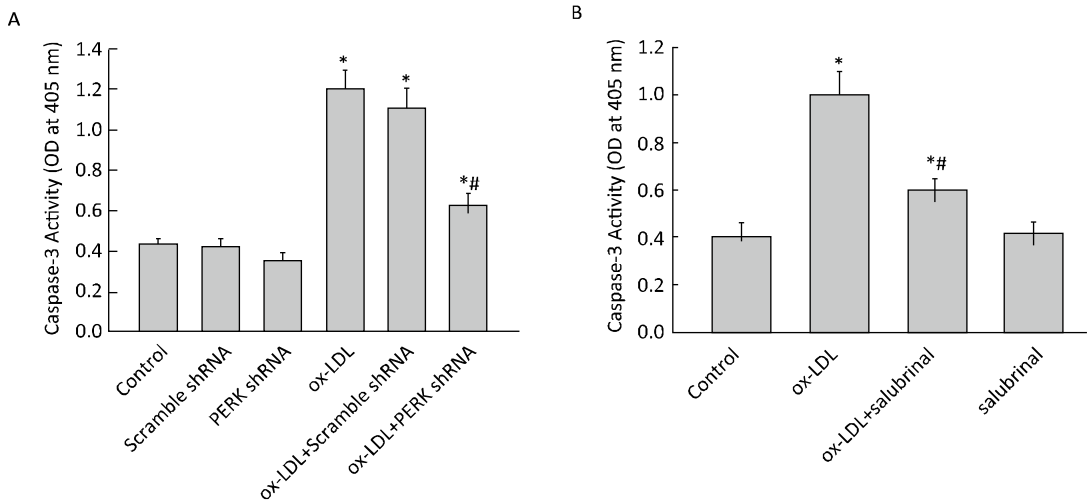 A
Caspase-3 Activity (OD at 405 nm)
1.4
1.2
1.0
0.8
0.6
0.4
0.2
0.0
*
*
*#
Control
Scramble shRNA
PERK shRNA
ox-LDL
ox-LDL+Scramble shRNA
ox-LDL+PERK shRNA
B
Caspase-3 Activity (OD at 405 nm)
1.2
1.0
0.8
0.6
0.4
0.2
0.0
*
*#
Control
ox-LDL
ox-LDL+salubrinal
salubrinal